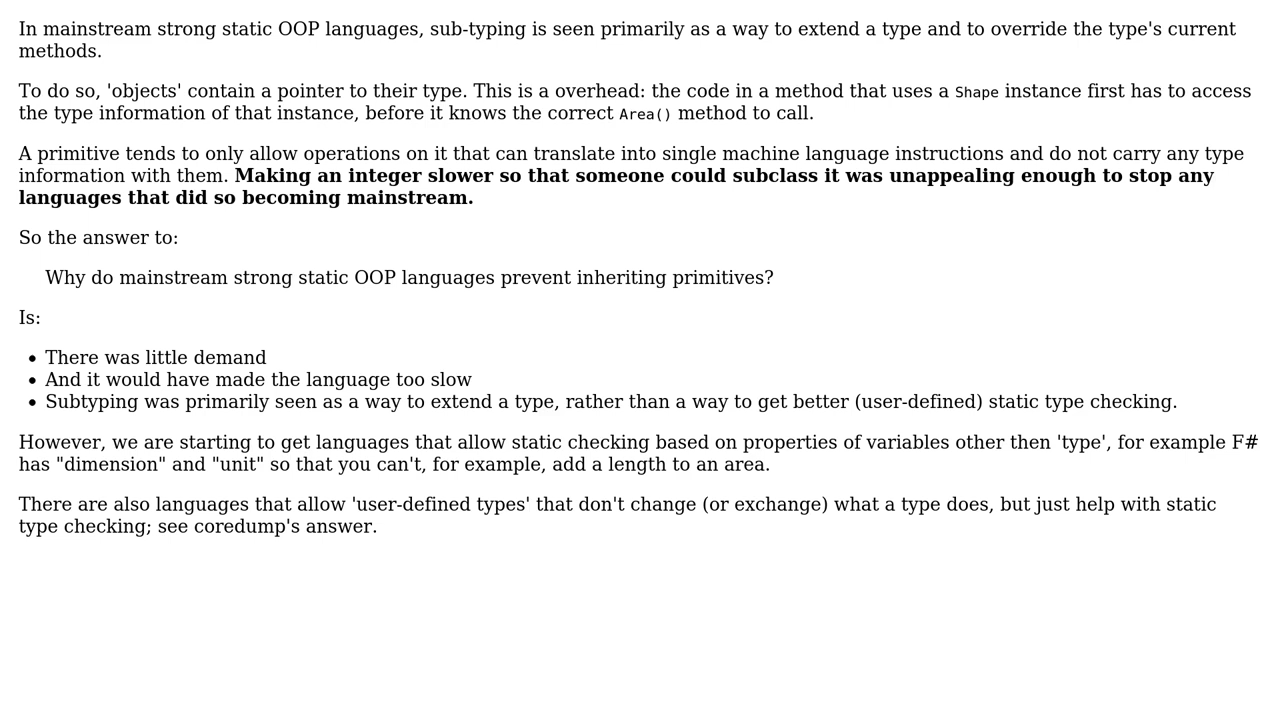 In mainstream strong static OOP languages, sub-typing is seen primarily as a way to extend a type and to override the type's current
methods.
To do so, 'objects' contain a pointer to their type. This is a overhead: the code in a method that uses a Shape instance first has to access
the type information of that instance, before it knows the correct Area() method to call.
A primitive tends to only allow operations on it that can translate into single machine language instructions and do not carry any type
information with them. Making an integer slower so that someone could subclass it was unappealing enough to stop any
languages that did so becoming mainstream.
So the answer to:
Why do mainstream strong static OOP languages prevent inheriting primitives?
Is:
• There was little demand
• And it would have made the language too slow
• Subtyping was primarily seen as a way to extend a type, rather than a way to get better (user-defined) static type checking.
However, we are starting to get languages that allow static checking based on properties of variables other then 'type', for example F#
has "dimension" and "unit" so that you can't, for example, add a length to an area.
There are also languages that allow 'user-defined types' that don't change (or exchange) what a type does, but just help with static
type checking; see coredump's answer.